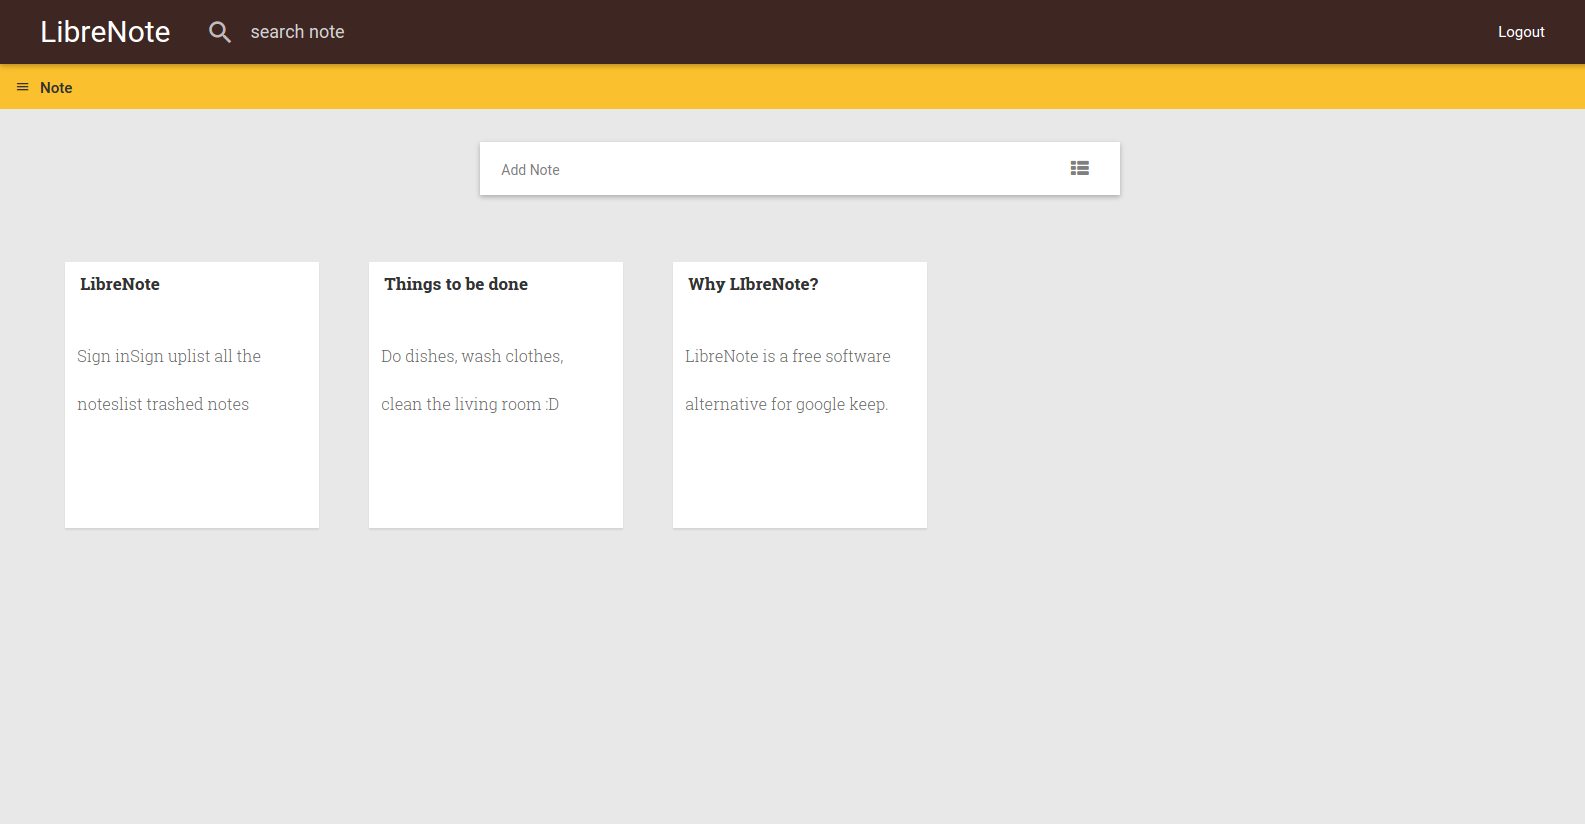 LibreNote
search note
Logout
Note
Add Note
LibreNote
Sign inSign uplist all the
noteslist trashed notes
Things to be done
Do dishes, wash clothes,
clean the living room :D
Why LIbreNote?
LibreNote is a free software
alternative for google keep.